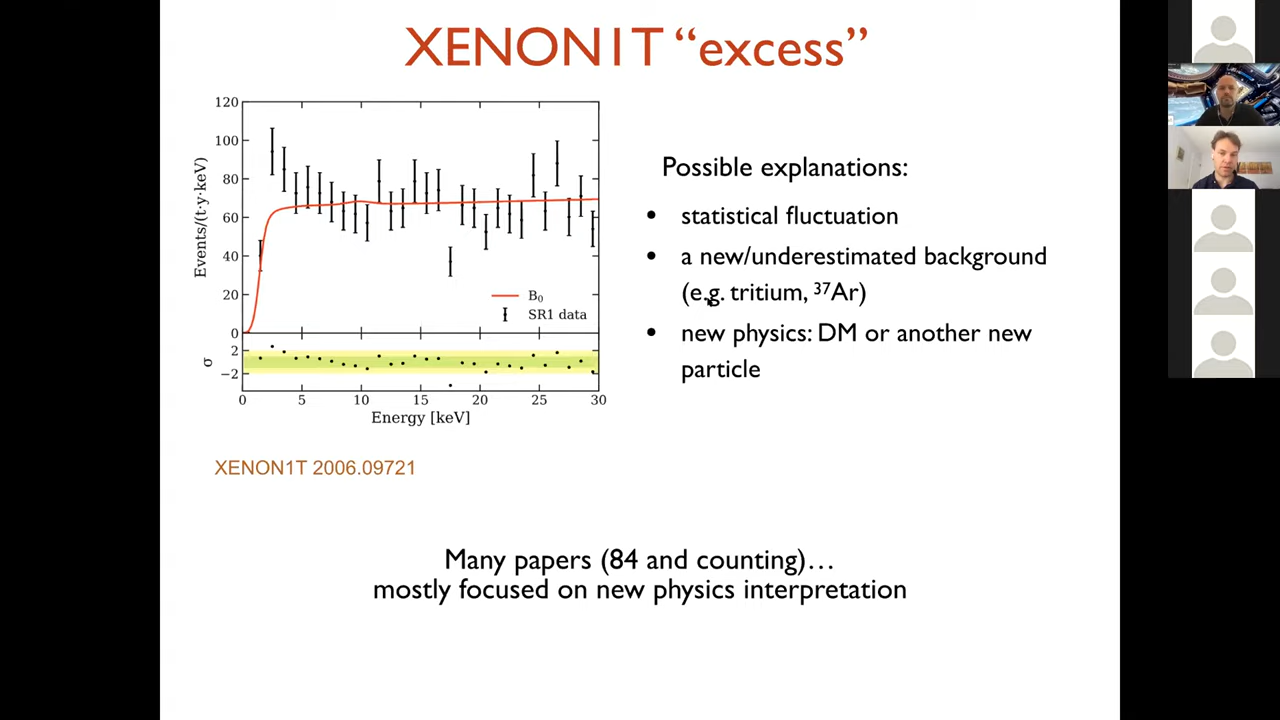 XENON1T “excess”
120
100
80
60
40
20
0
Events/(t·y·keV)
B₀
SR1 data
2
−2
σ
0
5
10
15
20
25
30
Energy [keV]
XENON1T 2006.09721
Possible explanations:
• statistical fluctuation
• a new/underestimated background
(e.g. tritium, ³⁷Ar)
• new physics: DM or another new
particle
Many papers (84 and counting)…
mostly focused on new physics interpretation